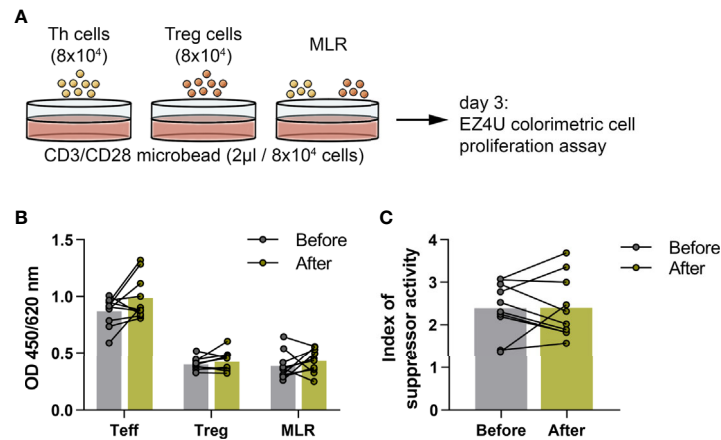 A
Th cells
(8x10⁴)
Treg cells
(8x10⁴)
MLR
day 3:
EZ4U colorimetric cell
proliferation assay
CD3/CD28 microbead (2µl / 8x10⁴ cells)
B
OD 450/620 nm
1.5
1.0
0.5
0.0
Before
After
Teff
Treg
MLR
C
Index of
suppressor activity
4
3
2
1
0
Before
After
Before
After